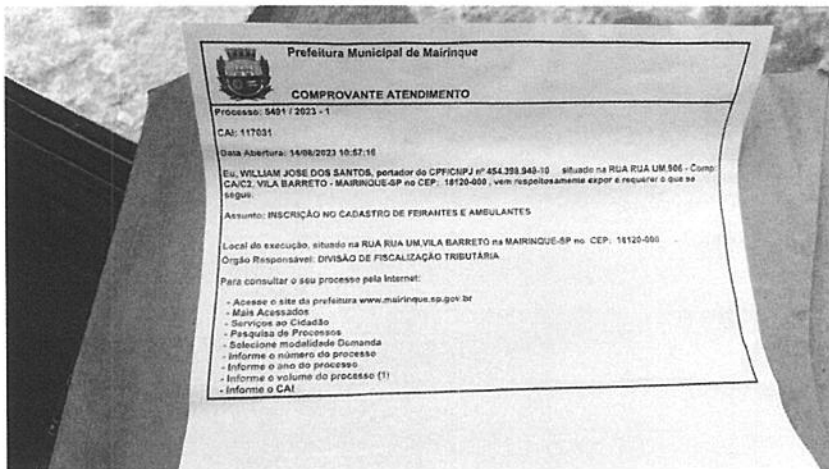 Prefeitura Municipal de Mairinque
COMPROVANTE ATENDIMENTO
Processo: 5401 / 2023 - 1
CAI: 117031
Data Abertura: 14/08/2023 10:57:16
Eu, WILLIAM JOSE DOS SANTOS, portador do CPF/CNPJ nº 454.398.948-10 situado na RUA RUA UM,906 - Comp:
CA/C2, VILA BARRETO - MAIRINQUE-SP no CEP: 18120-000 , vem respeitosamente expor e requerer o que se
segue.
Assunto: INSCRIÇÃO NO CADASTRO DE FEIRANTES E AMBULANTES
Local do execução, situado na RUA RUA UM,VILA BARRETO na MAIRINQUE-SP no CEP: 18120-000
Órgão Responsável: DIVISÃO DE FISCALIZAÇÃO TRIBUTÁRIA
Para consultar o seu processo pela Internet:
- Acesse o site da prefeitura www.mairinque.sp.gov.br
- Mais Acessados
- Serviços ao Cidadão
- Pesquisa de Processos
- Selecione modalidade Demanda
- Informe o número do processo
- Informe o ano do processo
- Informe o volume do processo (1)
- Informe o CAI